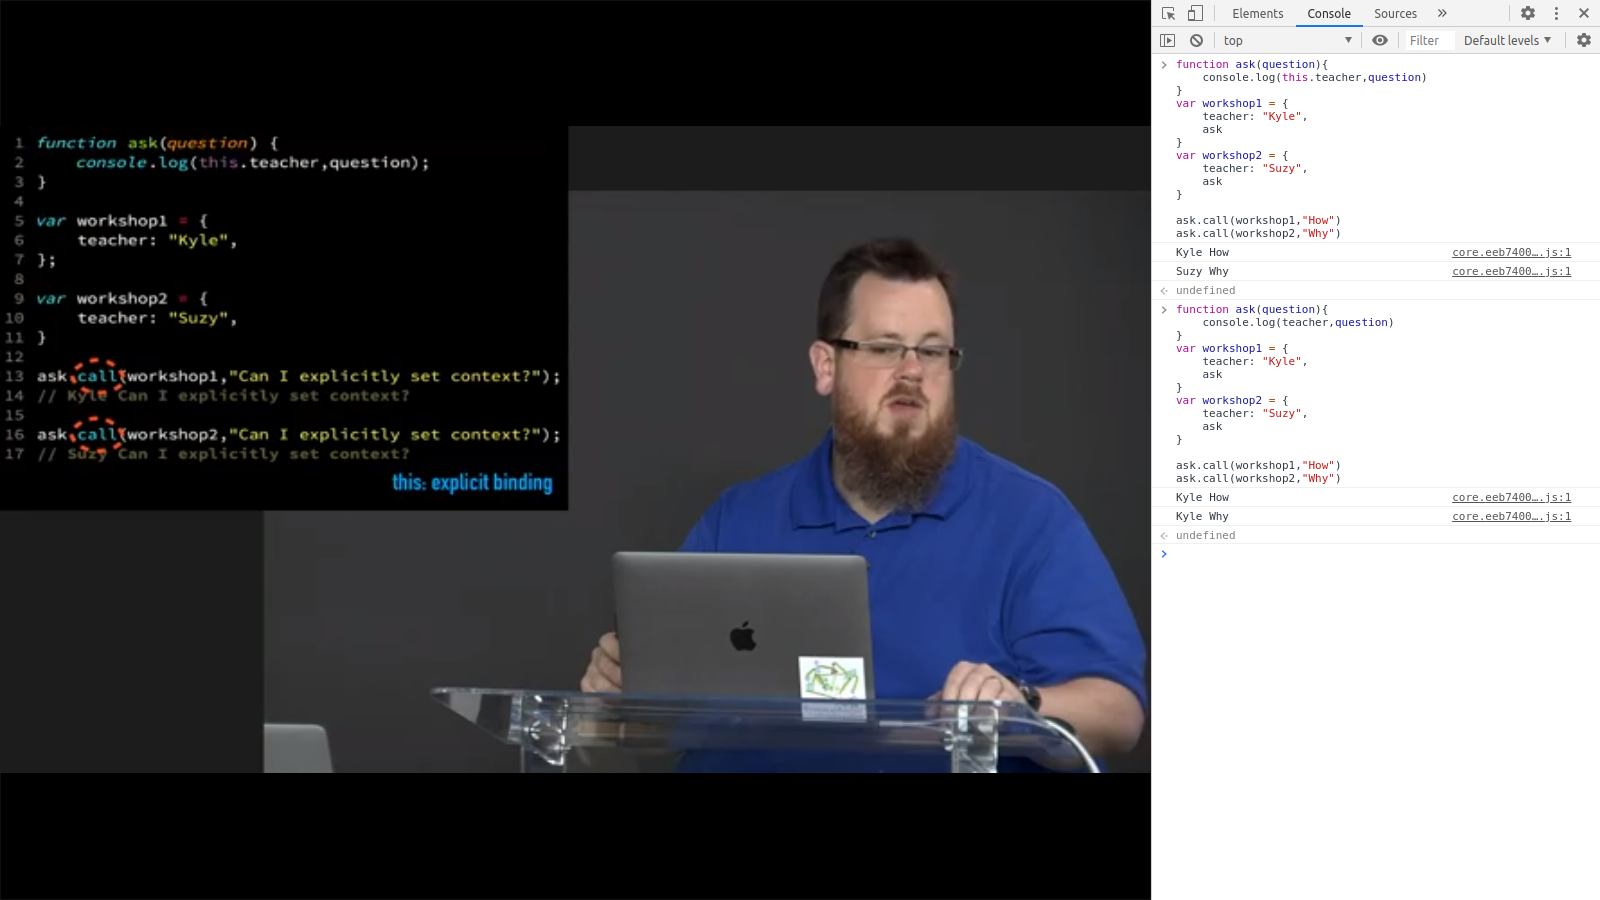 1 function ask(question) {
2 console.log(this.teacher,question);
3 }
4
5 var workshop1 = {
6 teacher: "Kyle",
7 };
8
9 var workshop2 = {
10 teacher: "Suzy",
11 }
12
13 ask.call(workshop1,"Can I explicitly set context?");
14 // Kyle Can I explicitly set context?
15
16 ask.call(workshop2,"Can I explicitly set context?");
17 // Suzy Can I explicitly set context?
this: explicit binding
Elements Console Sources »
top Filter Default levels
function ask(question){
console.log(this.teacher,question)
}
var workshop1 = {
teacher: "Kyle",
ask
}
var workshop2 = {
teacher: "Suzy",
ask
}
ask.call(workshop1,"How")
ask.call(workshop2,"Why")
Kyle How core.eeb7400….js:1
Suzy Why core.eeb7400….js:1
undefined
function ask(question){
console.log(teacher,question)
}
var workshop1 = {
teacher: "Kyle",
ask
}
var workshop2 = {
teacher: "Suzy",
ask
}
ask.call(workshop1,"How")
ask.call(workshop2,"Why")
Kyle How core.eeb7400….js:1
Kyle Why core.eeb7400….js:1
undefined